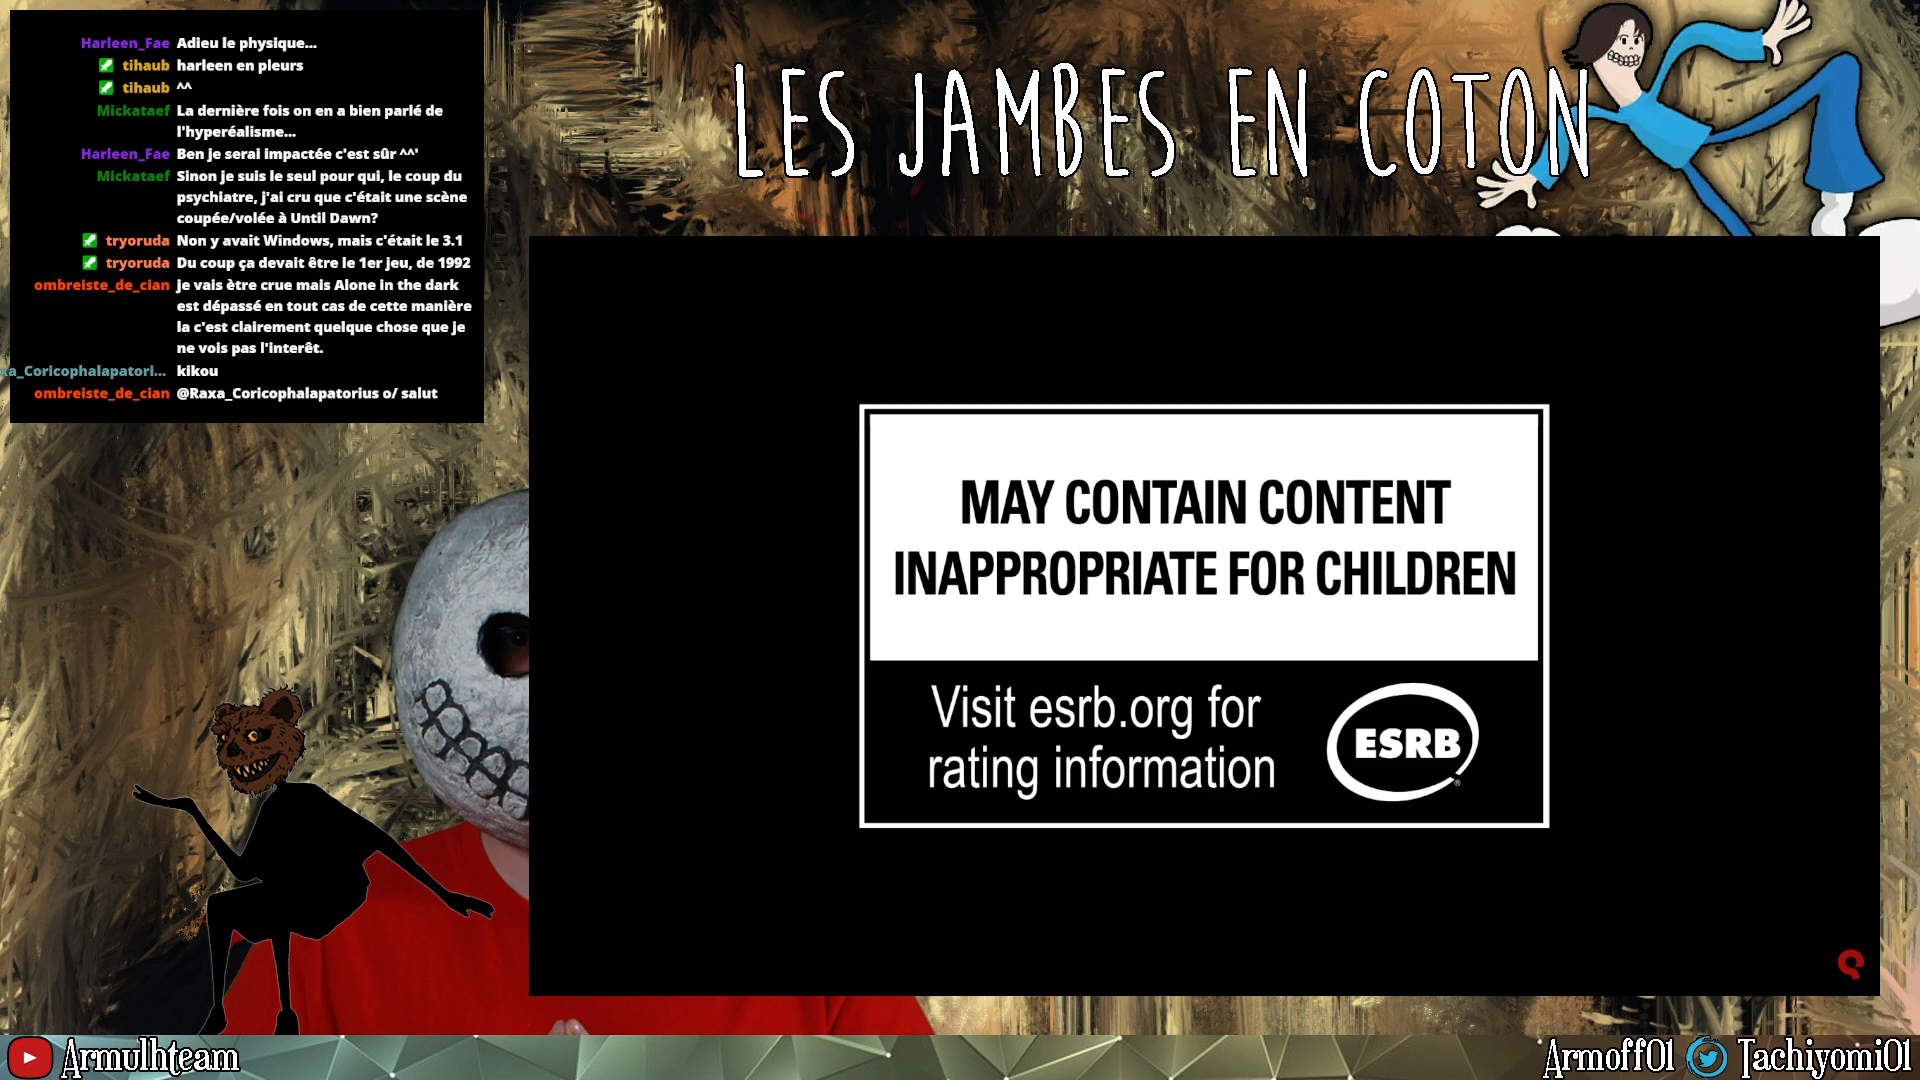 Harleen_Fae Adieu le physique...
tihaub harleen en pleurs
tihaub ^^
Mickataef La dernière fois on en a bien parlé de
l'hyperéalisme...
Harleen_Fae Ben je serai impactée c'est sûr ^^'
Mickataef Sinon je suis le seul pour qui, le coup du
psychiatre, j'ai cru que c'était une scène
coupée/volée à Until Dawn?
tryoruda Non y avait Windows, mais c'était le 3.1
tryoruda Du coup ça devait être le 1er jeu, de 1992
ombreiste_de_cian je vais ètre crue mais Alone in the dark
est dépassé en tout cas de cette manière
la c'est clairement quelque chose que je
ne vois pas l'interêt.
xa_Coricophalapatori... kikou
ombreiste_de_cian @Raxa_Coricophalapatorius o/ salut
LES JAMBES EN COTON
MAY CONTAIN CONTENT
INAPPROPRIATE FOR CHILDREN
Visit esrb.org for
rating information
ESRB
®
Armulhteam
Armoff01
Tachiyomi01